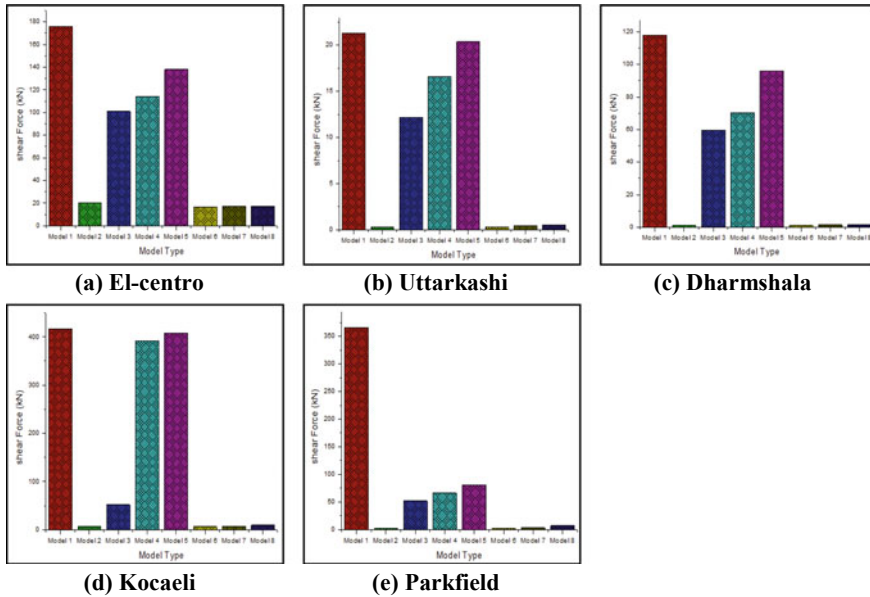 180
160
140
120
100
80
60
40
20
0
shear Force (kN)
Model 1 Model 2 Model 3 Model 4 Model 5 Model 6 Model 7 Model 8
Model Type
(a) El-centro
20
15
10
5
0
shear Force (kN)
Model 1 Model 2 Model 3 Model 4 Model 5 Model 6 Model 7 Model 8
Model Type
(b) Uttarkashi
120
100
80
60
40
20
0
shear Force (kN)
Model 1 Model 2 Model 3 Model 4 Model 5 Model 6 Model 7 Model 8
Model Type
(c) Dharmshala
400
300
200
100
0
shear Force (kN)
Model 1 Model 2 Model 3 Model 4 Model 5 Model 6 Model 7 Model 8
Model Type
(d) Kocaeli
350
300
250
200
150
100
50
0
shear Force (kN)
Model 1 Model 2 Model 3 Model 4 Model 5 Model 6 Model 7 Model 8
Model Type
(e) Parkfield